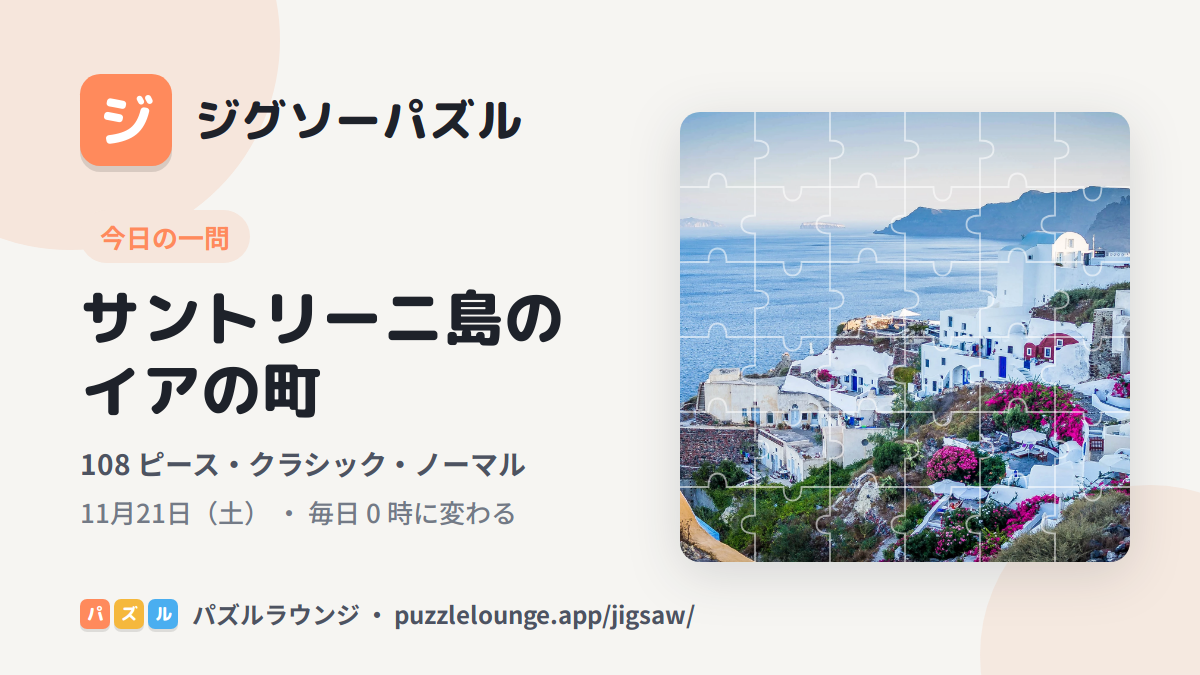 ジ
ジグソーパズル
今日の一問
サントリーニ島の
イアの町
108 ピース・クラシック・ノーマル
11月21日（土） ・ 毎日 0 時に変わる
パズル パズルラウンジ ・ puzzlelounge.app/jigsaw/